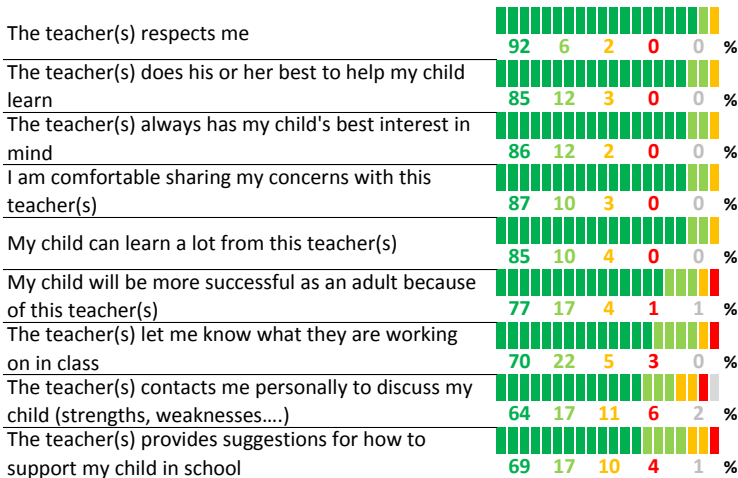 The teacher(s) respects me
92 6 2 0 0 %
The teacher(s) does his or her best to help my child
learn
85 12 3 0 0 %
The teacher(s) always has my child's best interest in
mind
86 12 2 0 0 %
I am comfortable sharing my concerns with this
teacher(s)
87 10 3 0 0 %
My child can learn a lot from this teacher(s)
85 10 4 0 0 %
My child will be more successful as an adult because
of this teacher(s)
77 17 4 1 1 %
The teacher(s) let me know what they are working
on in class
70 22 5 3 0 %
The teacher(s) contacts me personally to discuss my
child (strengths, weaknesses....)
64 17 11 6 2 %
The teacher(s) provides suggestions for how to
support my child in school
69 17 10 4 1 %